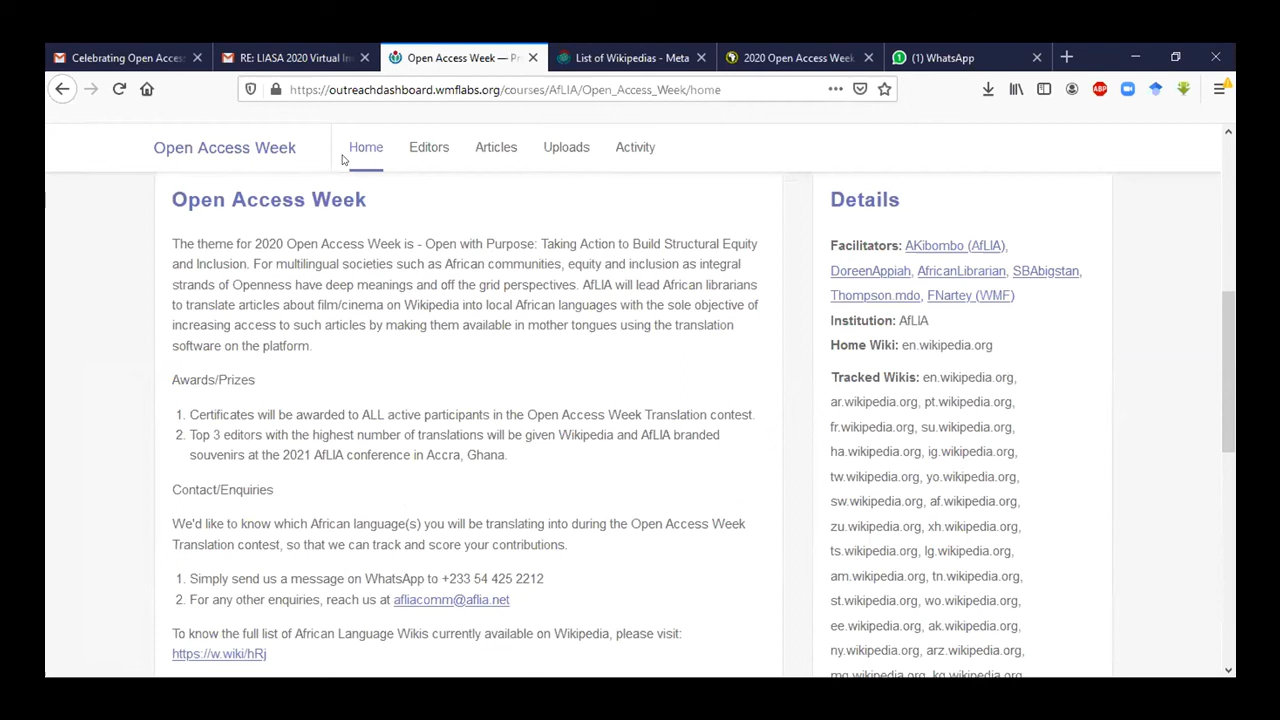 Celebrating Open Acces
RE: LIASA 2020 Virtual In
Open Access Week — Pr
List of Wikipedias - Meta
2020 Open Access Week
(1) WhatsApp
https://outreachdashboard.wmflabs.org/courses/AfLIA/Open_Access_Week/home
ABP
Open Access Week
Home
Editors
Articles
Uploads
Activity
Open Access Week
The theme for 2020 Open Access Week is - Open with Purpose: Taking Action to Build Structural Equity
and Inclusion. For multilingual societies such as African communities, equity and inclusion as integral
strands of Openness have deep meanings and off the grid perspectives. AfLIA will lead African librarians
to translate articles about film/cinema on Wikipedia into local African languages with the sole objective of
increasing access to such articles by making them available in mother tongues using the translation
software on the platform.
Awards/Prizes
1. Certificates will be awarded to ALL active participants in the Open Access Week Translation contest.
2. Top 3 editors with the highest number of translations will be given Wikipedia and AfLIA branded
souvenirs at the 2021 AfLIA conference in Accra, Ghana.
Contact/Enquiries
We'd like to know which African language(s) you will be translating into during the Open Access Week
Translation contest, so that we can track and score your contributions.
1. Simply send us a message on WhatsApp to +233 54 425 2212
2. For any other enquiries, reach us at afliacomm@aflia.net
To know the full list of African Language Wikis currently available on Wikipedia, please visit:
https://w.wiki/hRj
Details
Facilitators: AKibombo (AfLIA),
DoreenAppiah, AfricanLibrarian, SBAbigstan,
Thompson.mdo, FNartey (WMF)
Institution: AfLIA
Home Wiki: en.wikipedia.org
Tracked Wikis: en.wikipedia.org,
ar.wikipedia.org, pt.wikipedia.org,
fr.wikipedia.org, su.wikipedia.org,
ha.wikipedia.org, ig.wikipedia.org,
tw.wikipedia.org, yo.wikipedia.org,
sw.wikipedia.org, af.wikipedia.org,
zu.wikipedia.org, xh.wikipedia.org,
ts.wikipedia.org, lg.wikipedia.org,
am.wikipedia.org, tn.wikipedia.org,
st.wikipedia.org, wo.wikipedia.org,
ee.wikipedia.org, ak.wikipedia.org,
ny.wikipedia.org, arz.wikipedia.org,
mg.wikipedia.org, kg.wikipedia.org,